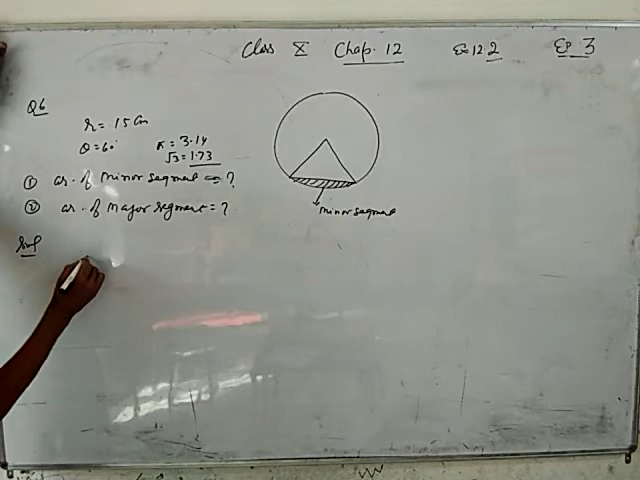 Class X Chap. 12 Ex 12.2 Ep 3
Q6
r = 15 cm
θ = 60° π = 3.14
√3 = 1.73
① ar. of minor segment = ?
② ar. of major segment = ?
Sol
minor segment